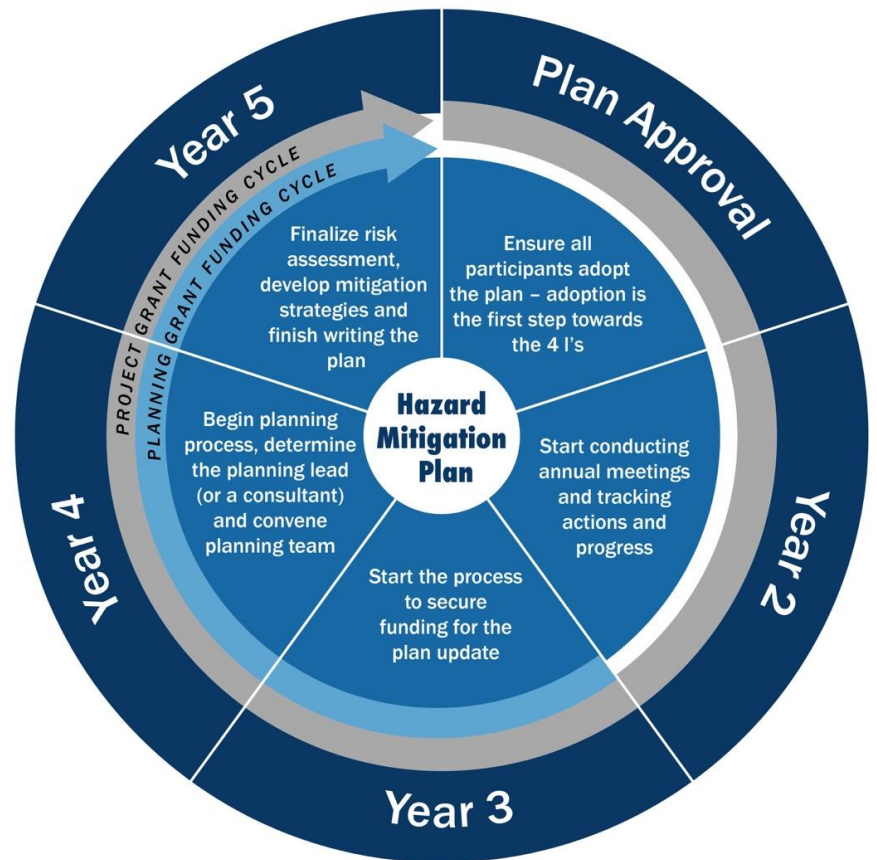 Plan Approval
Ensure all
participants adopt
the plan – adoption is
the first step towards
the 4 I's
Year 2
Start conducting
annual meetings
and tracking
actions and
progress
Year 3
Start the process
to secure
funding for the
plan update
Year 4
Begin planning
process, determine
the planning lead
(or a consultant)
and convene
planning team
Year 5
Finalize risk
assessment,
develop mitigation
strategies and
finish writing the
plan
PROJECT GRANT FUNDING CYCLE
PLANNING GRANT FUNDING CYCLE
Hazard
Mitigation
Plan